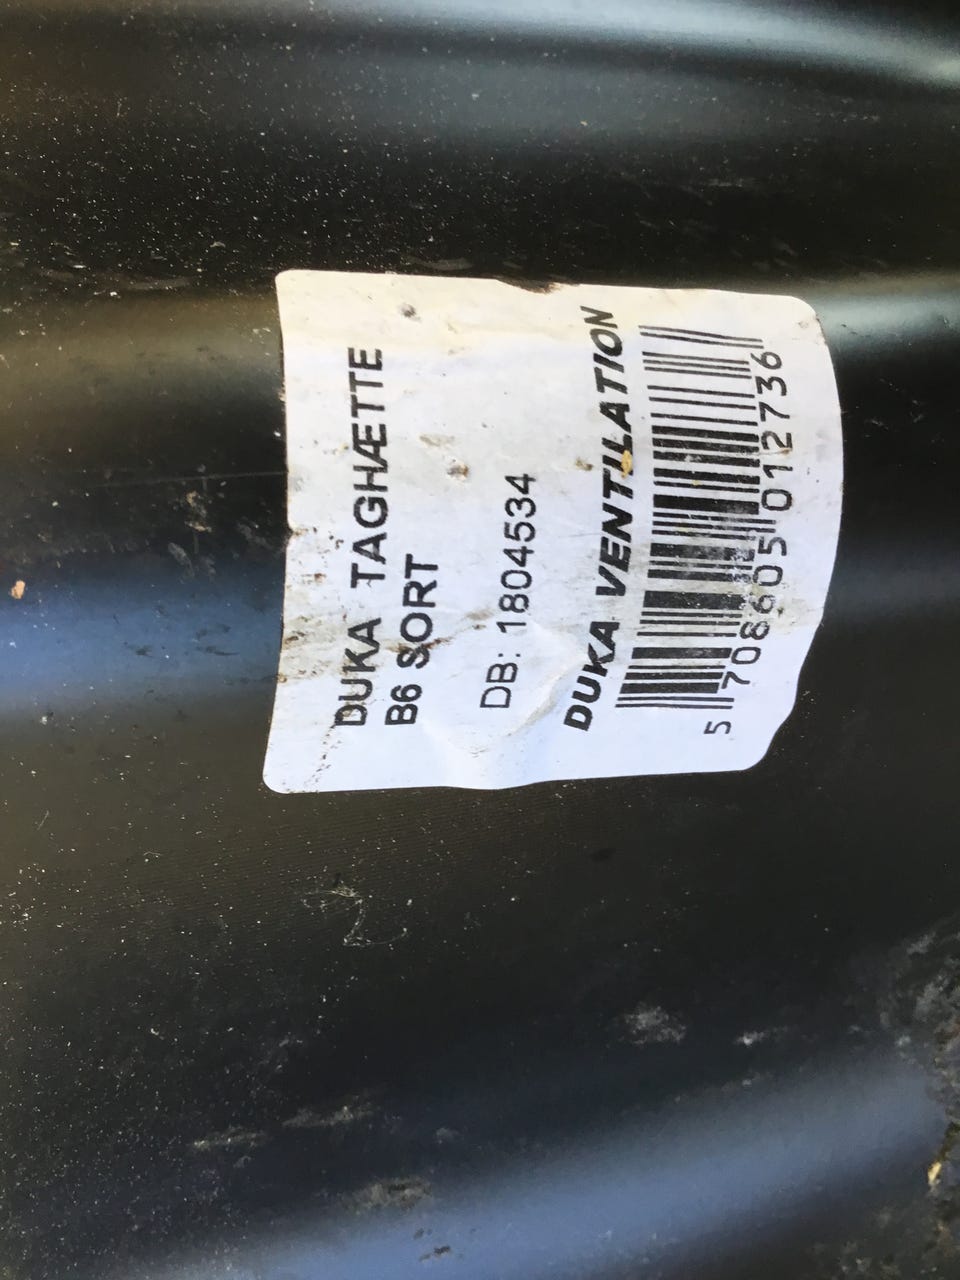 DUKA TAGHÆTTE
B6 SORT
DB: 1804534
DUKA VENTILATION
5 708605 012736